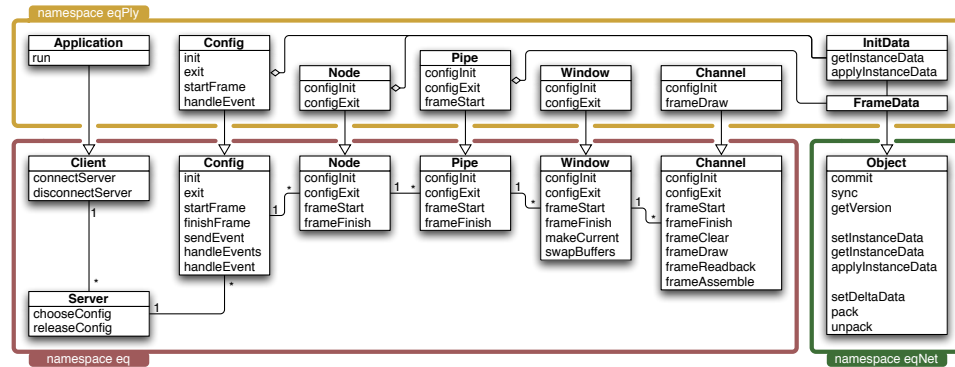 namespace eqPly
Application
run
Config
init
exit
startFrame
handleEvent
Node
configInit
configExit
Pipe
configInit
configExit
frameStart
Window
configInit
configExit
Channel
configInit
frameDraw
InitData
getInstanceData
applyInstanceData
FrameData
Client
connectServer
disconnectServer
1
*
Server
chooseConfig
releaseConfig
1
*
Config
init
exit
startFrame
finishFrame
sendEvent
handleEvents
handleEvent
1
*
Node
configInit
configExit
frameStart
frameFinish
1
*
Pipe
configInit
configExit
frameStart
frameFinish
1
*
Window
configInit
configExit
frameStart
frameFinish
makeCurrent
swapBuffers
1
*
Channel
configInit
configExit
frameStart
frameFinish
frameClear
frameDraw
frameReadback
frameAssemble
Object
commit
sync
getVersion
setInstanceData
getInstanceData
applyInstanceData
setDeltaData
pack
unpack
namespace eq
namespace eqNet